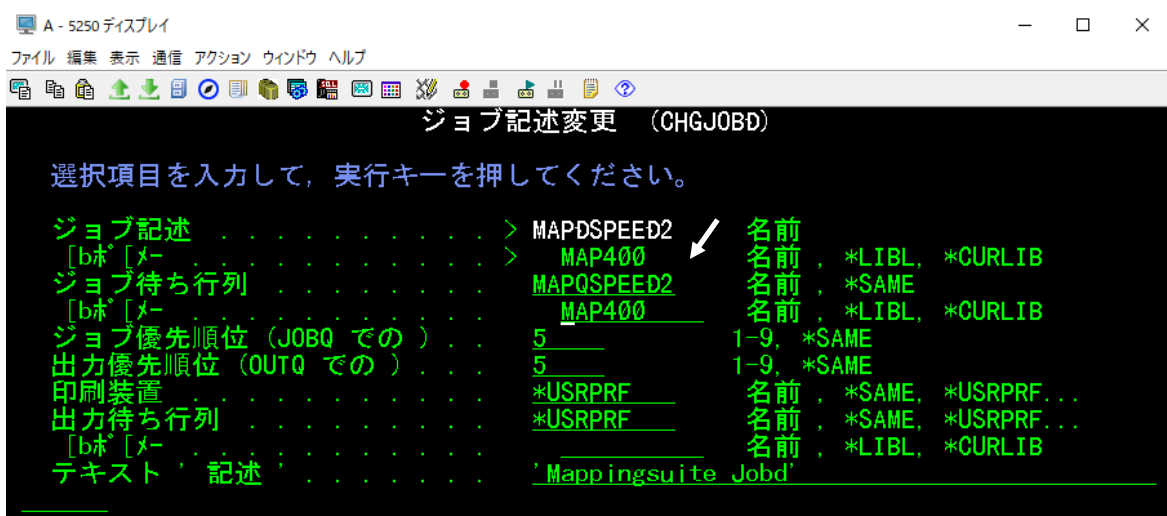 A - 5250 ディスプレイ
ファイル 編集 表示 通信 アクション ウィンドウ ヘルプ
ジョブ記述変更 (CHGJOBD)
選択項目を入力して, 実行キーを押してください。
ジョブ記述 . . . . . . . . . . > MAPDSPEED2 名前
[bﾎﾞ[ﾒｰ . . . . . . . . . . . > MAP400 名前 , *LIBL, *CURLIB
ジョブ待ち行列 . . . . . . . . MAPQSPEED2 名前 , *SAME
[bﾎﾞ[ﾒｰ . . . . . . . . . . . MAP400 名前 , *LIBL, *CURLIB
ジョブ優先順位 (JOBQ での ) . . 5 1-9, *SAME
出力優先順位 (OUTQ での ) . . . 5 1-9, *SAME
印刷装置 . . . . . . . . . . . *USRPRF 名前 , *SAME, *USRPRF...
出力待ち行列 . . . . . . . . . *USRPRF 名前 , *SAME, *USRPRF...
[bﾎﾞ[ﾒｰ . . . . . . . . . . . 名前 , *LIBL, *CURLIB
テキスト ' 記述 ' . . . . . . . 'Mappingsuite Jobd'